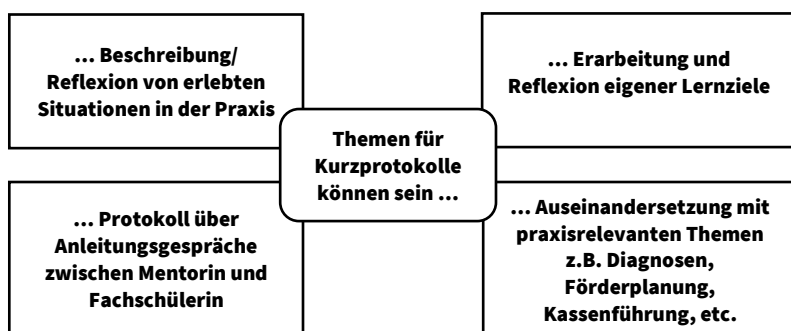 ... Beschreibung/
Reflexion von erlebten
Situationen in der Praxis
... Erarbeitung und
Reflexion eigener Lernziele
Themen für
Kurzprotokolle
können sein ...
... Protokoll über
Anleitungsgespräche
zwischen Mentorin und
Fachschülerin
... Auseinandersetzung mit
praxisrelevanten Themen
z.B. Diagnosen,
Förderplanung,
Kassenführung, etc.